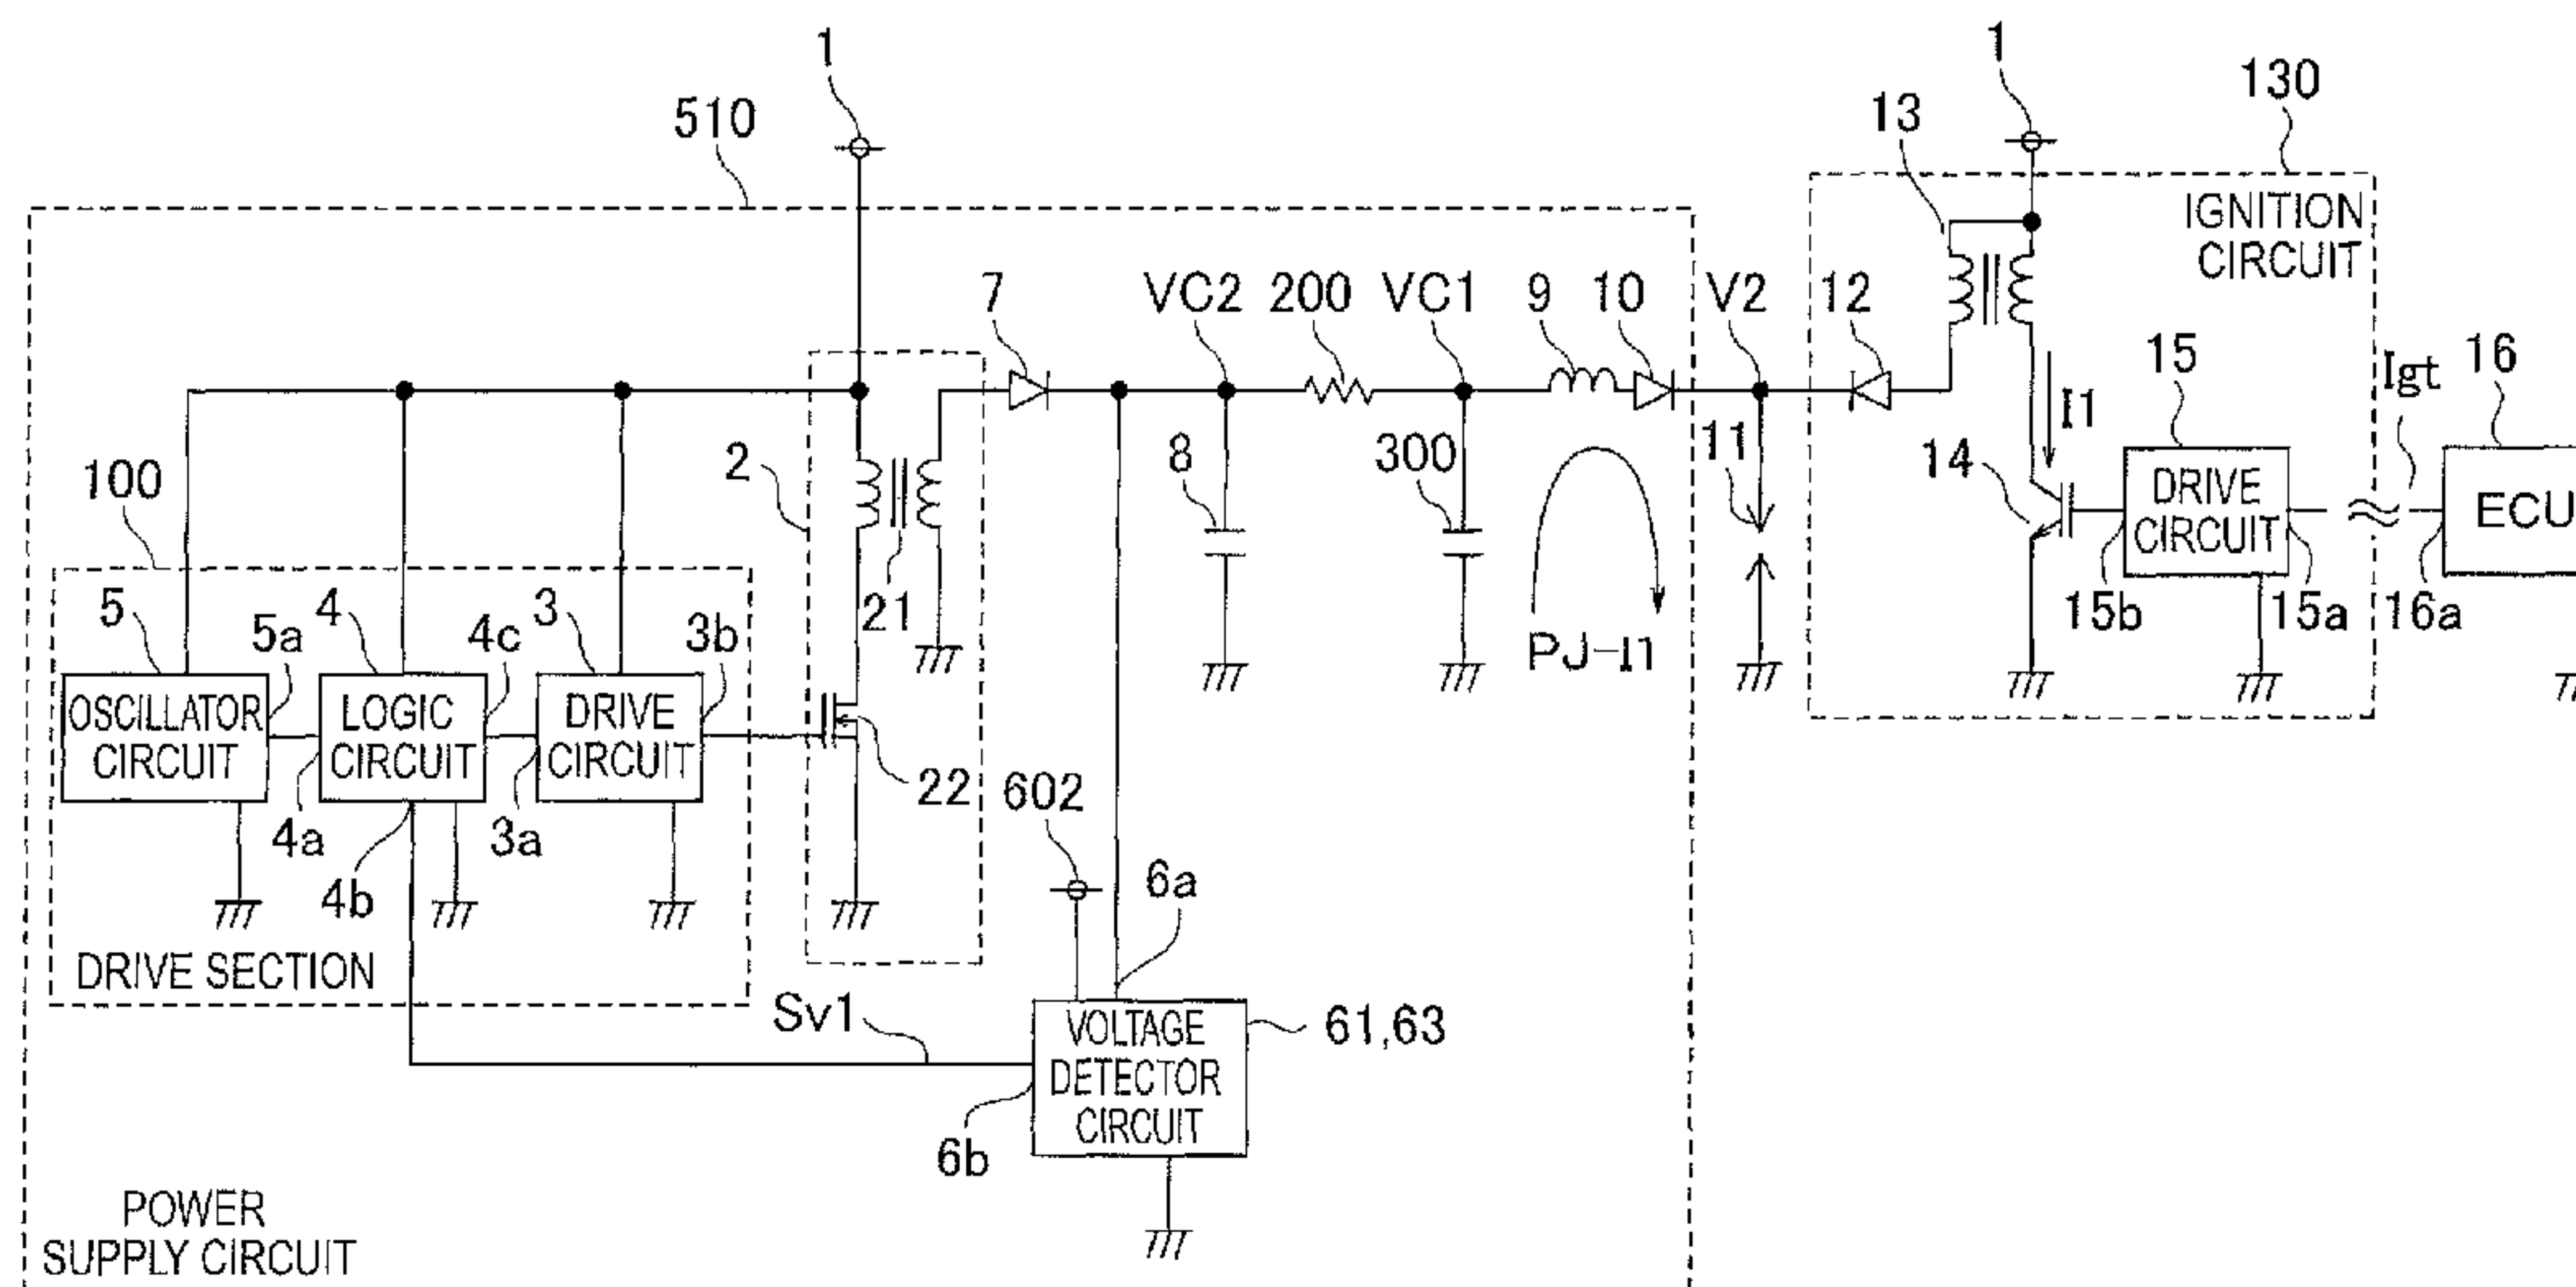 1
1
510
13
130
IGNITION
CIRCUIT
7
VC2
200
VC1
9
10
V2
12
15
Igt
16
I1
100
2
8
300
11
14
DRIVE
CIRCUIT
ECU
21
15b
15a
16a
PJ-I1
5
5a
4
4c
3
3b
OSCILLATOR
CIRCUIT
LOGIC
CIRCUIT
DRIVE
CIRCUIT
22
602
4a
3a
4b
6a
DRIVE SECTION
Sv1
VOLTAGE
DETECTOR
CIRCUIT
61,63
6b
POWER
SUPPLY CIRCUIT